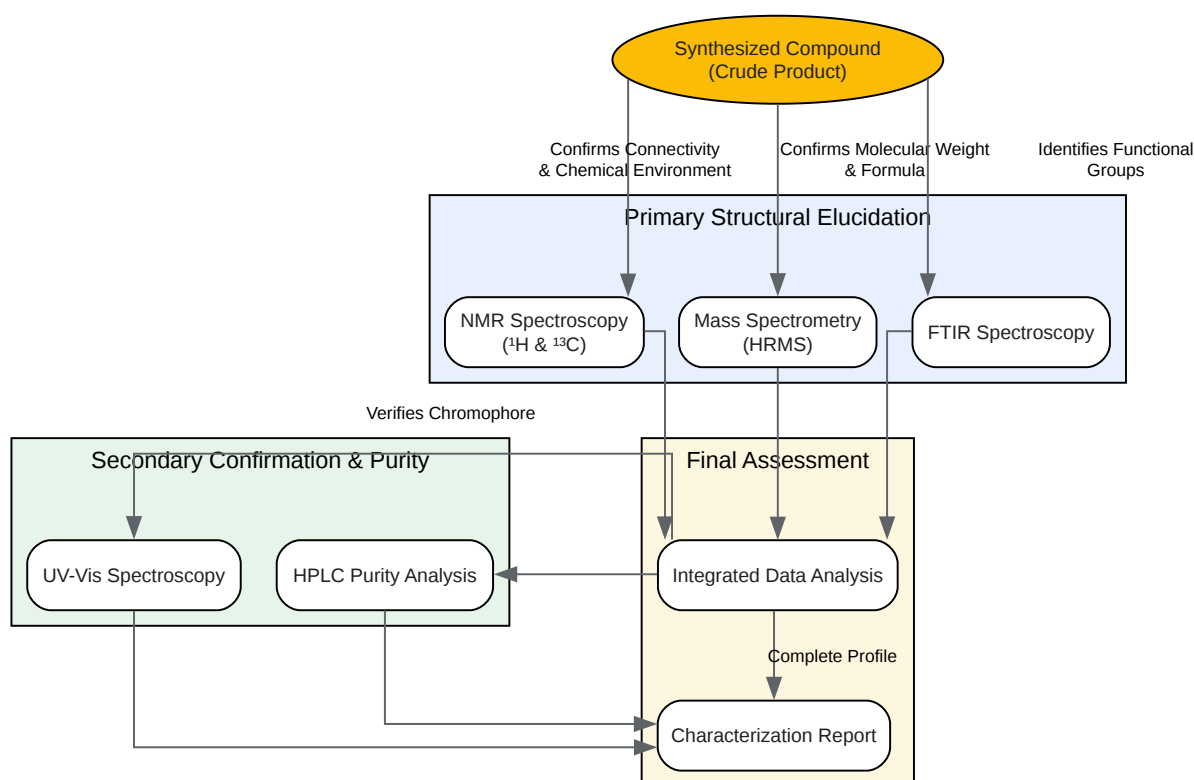 Synthesized Compound
(Crude Product)
Confirms Connectivity
& Chemical Environment
Confirms Molecular Weight
& Formula
Identifies Functional
Groups
Primary Structural Elucidation
NMR Spectroscopy
(¹H & ¹³C)
Mass Spectrometry
(HRMS)
FTIR Spectroscopy
Verifies Chromophore
Secondary Confirmation & Purity
Final Assessment
UV-Vis Spectroscopy
HPLC Purity Analysis
Integrated Data Analysis
Complete Profile
Characterization Report